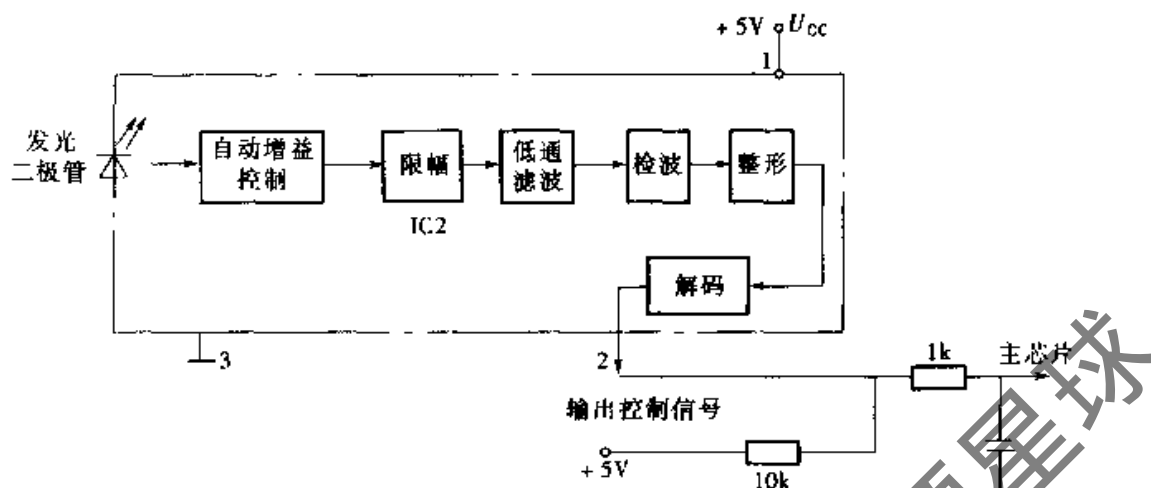 +5V U_CC
1
发光
二极管
自动增益
控制
限幅
低通
滤波
检波
整形
IC2
解码
3
2
1k
主芯片
输出控制信号
+5V
10k
星球